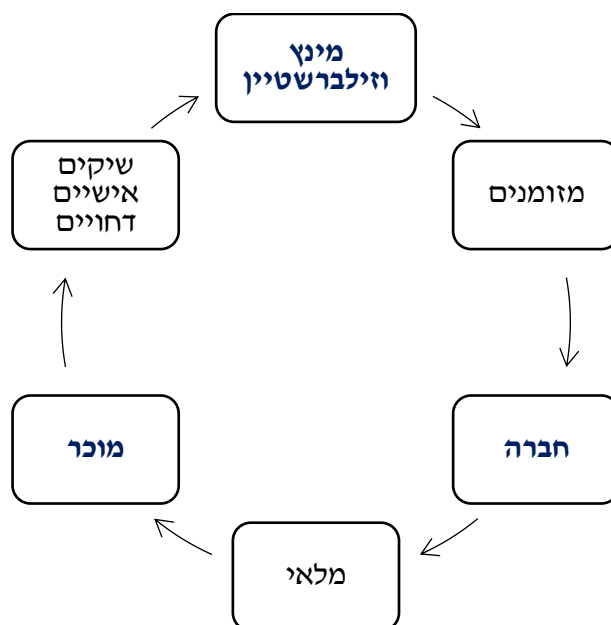 מינץ
וזילברשטיין
מזומנים
חברה
מלאי
מוכר
שיקים
אישיים
דחויים